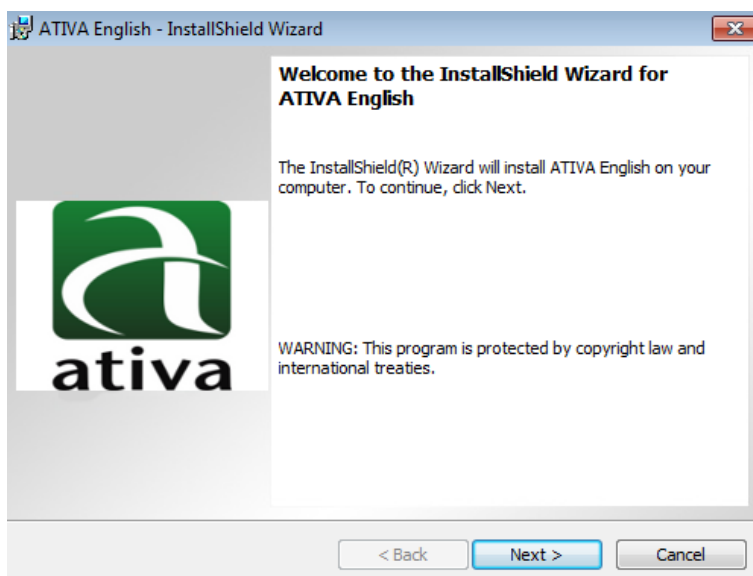 ATIVA English - InstallShield Wizard
Welcome to the InstallShield Wizard for
ATIVA English
The InstallShield(R) Wizard will install ATIVA English on your
computer. To continue, click Next.
ativa
WARNING: This program is protected by copyright law and
international treaties.
< Back
Next >
Cancel